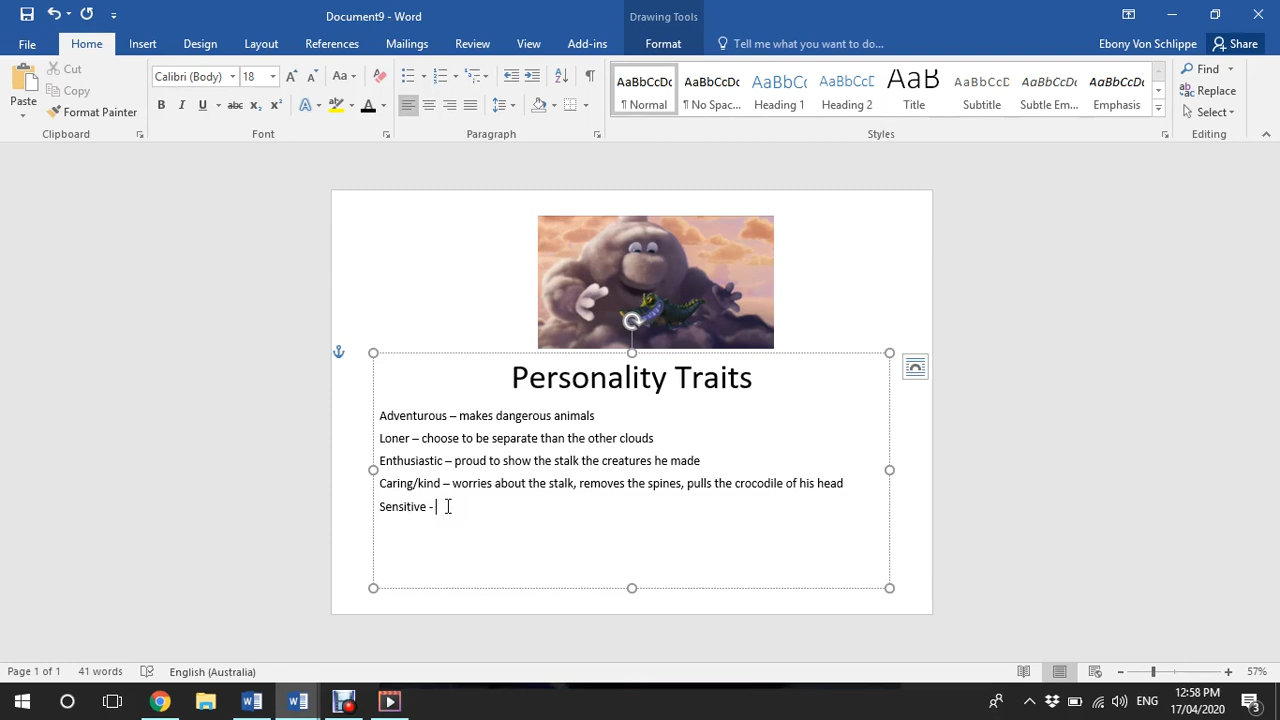 Document9 - Word
Drawing Tools
File Home Insert Design Layout References Mailings Review View Add-ins Format Tell me what you want to do... Ebony Von Schlippe Share
Paste
Cut
Copy
Format Painter
Clipboard
Calibri (Body) 18
Font
Paragraph
AaBbCcDc AaBbCcDc AaBbCc AaBbCcD AaB AaBbCcD AaBbCcDc AaBbCcDc
¶ Normal ¶ No Spac... Heading 1 Heading 2 Title Subtitle Subtle Em... Emphasis
Styles
Find
Replace
Select
Editing
Personality Traits
Adventurous – makes dangerous animals
Loner – choose to be separate than the other clouds
Enthusiastic – proud to show the stalk the creatures he made
Caring/kind – worries about the stalk, removes the spines, pulls the crocodile of his head
Sensitive -
Page 1 of 1 41 words English (Australia) 57%
ENG
12:58 PM
17/04/2020
3